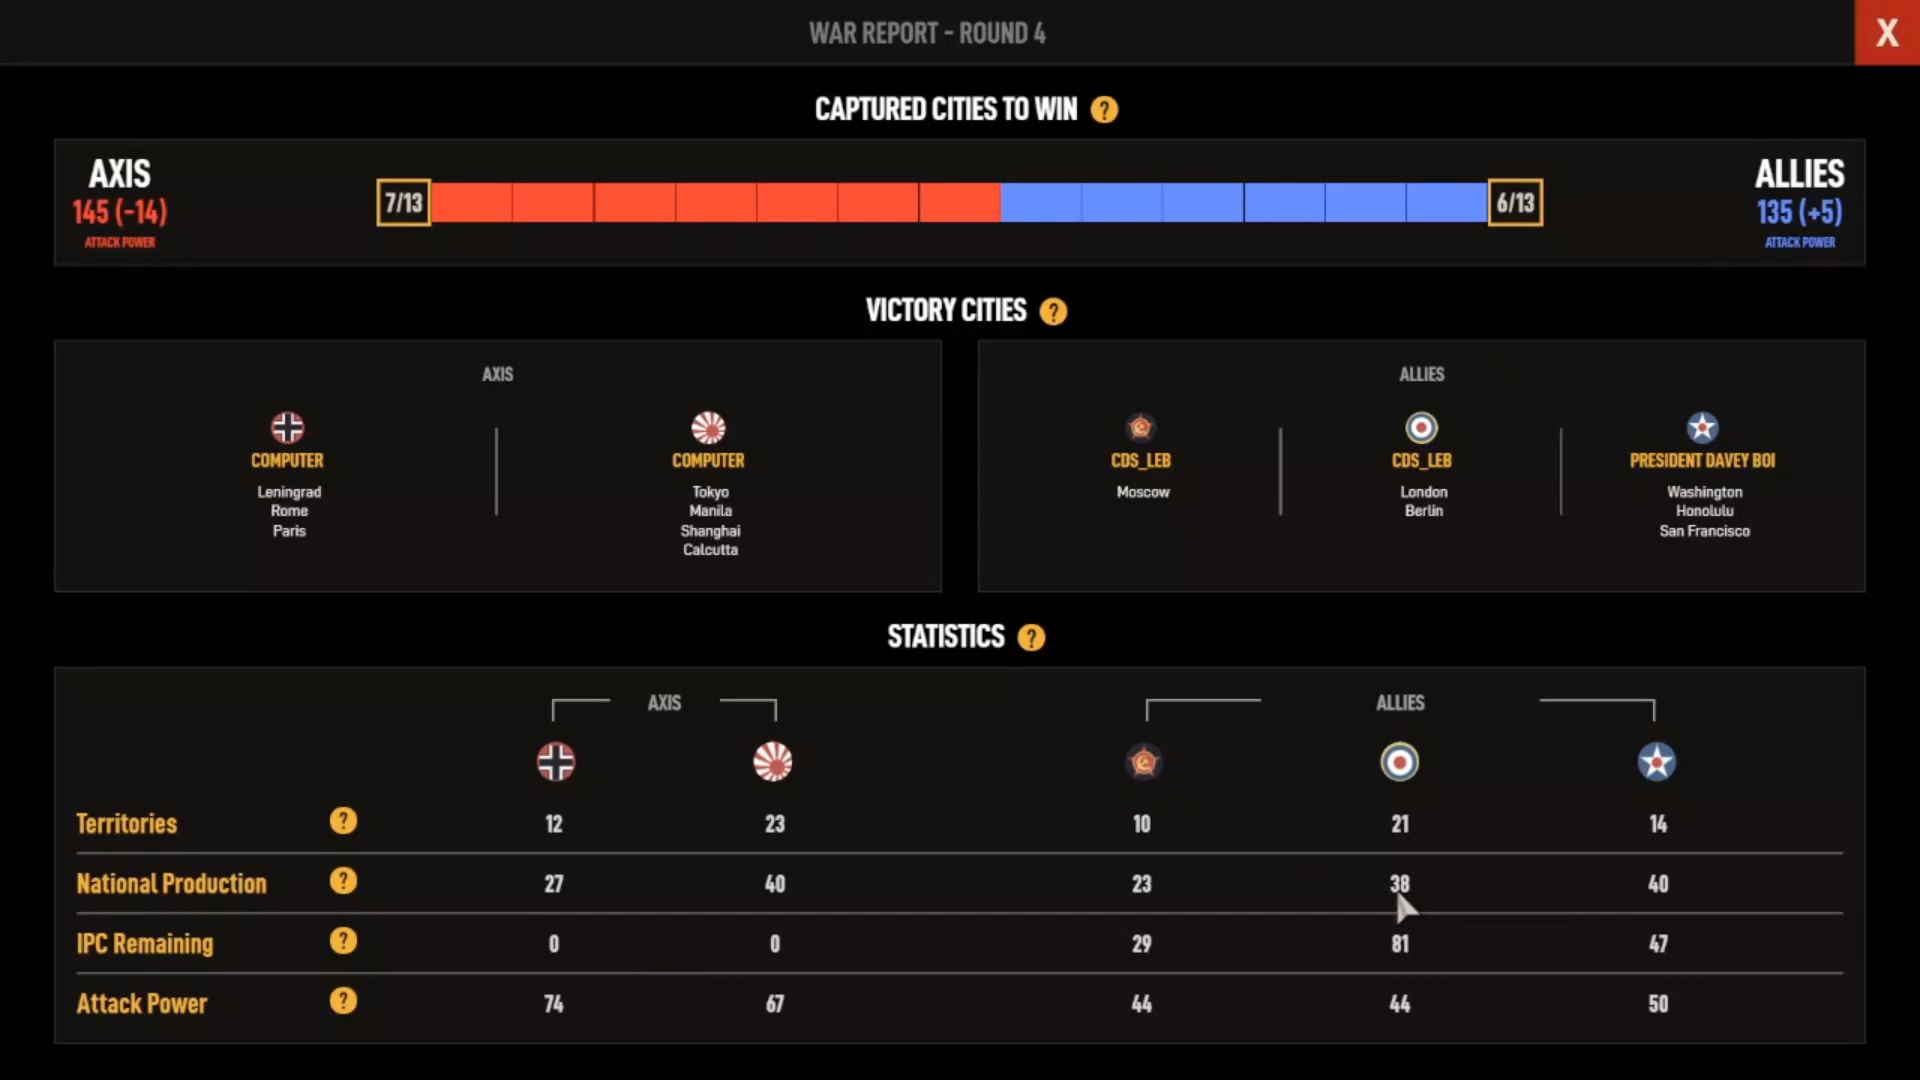 WAR REPORT - ROUND 4
X
CAPTURED CITIES TO WIN ?
AXIS
145 (-14)
ATTACK POWER
7/13
6/13
ALLIES
135 (+5)
ATTACK POWER
VICTORY CITIES ?
AXIS
COMPUTER
Leningrad
Rome
Paris
COMPUTER
Tokyo
Manila
Shanghai
Calcutta
ALLIES
CDS_LEB
Moscow
CDS_LEB
London
Berlin
PRESIDENT DAVEY BOI
Washington
Honolulu
San Francisco
STATISTICS ?
AXIS ALLIES
Territories ? 12 23 10 21 14
National Production ? 27 40 23 38 40
IPC Remaining ? 0 0 29 81 47
Attack Power ? 74 67 44 44 50